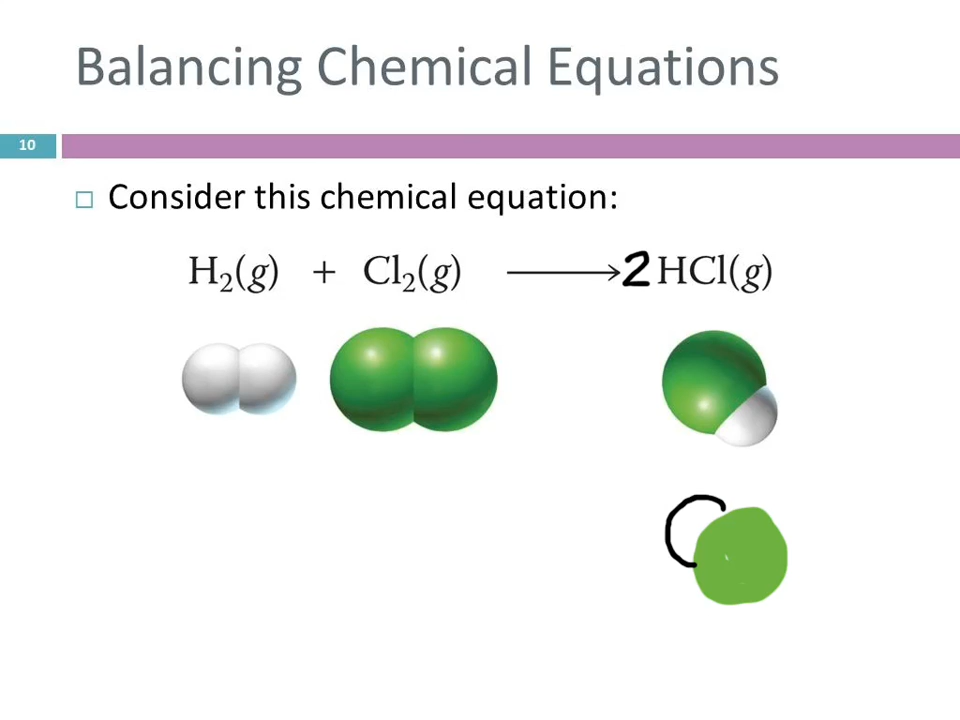 Balancing Chemical Equations
10
Consider this chemical equation:
H₂(g) + Cl₂(g) ⟶ 2 HCl(g)